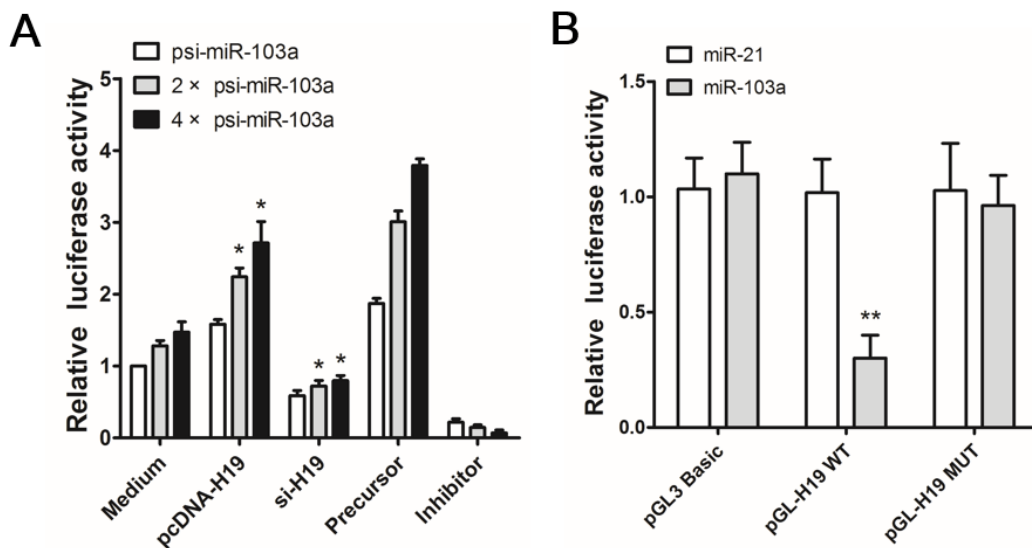 A
psi-miR-103a
2 × psi-miR-103a
4 × psi-miR-103a
Relative luciferase activity
5
4
3
2
1
0
*
*
*
*
Medium
pcDNA-H19
si-H19
Precursor
Inhibitor
B
miR-21
miR-103a
Relative luciferase activity
1.5
1.0
0.5
0.0
**
pGL3 Basic
pGL-H19 WT
pGL-H19 MUT